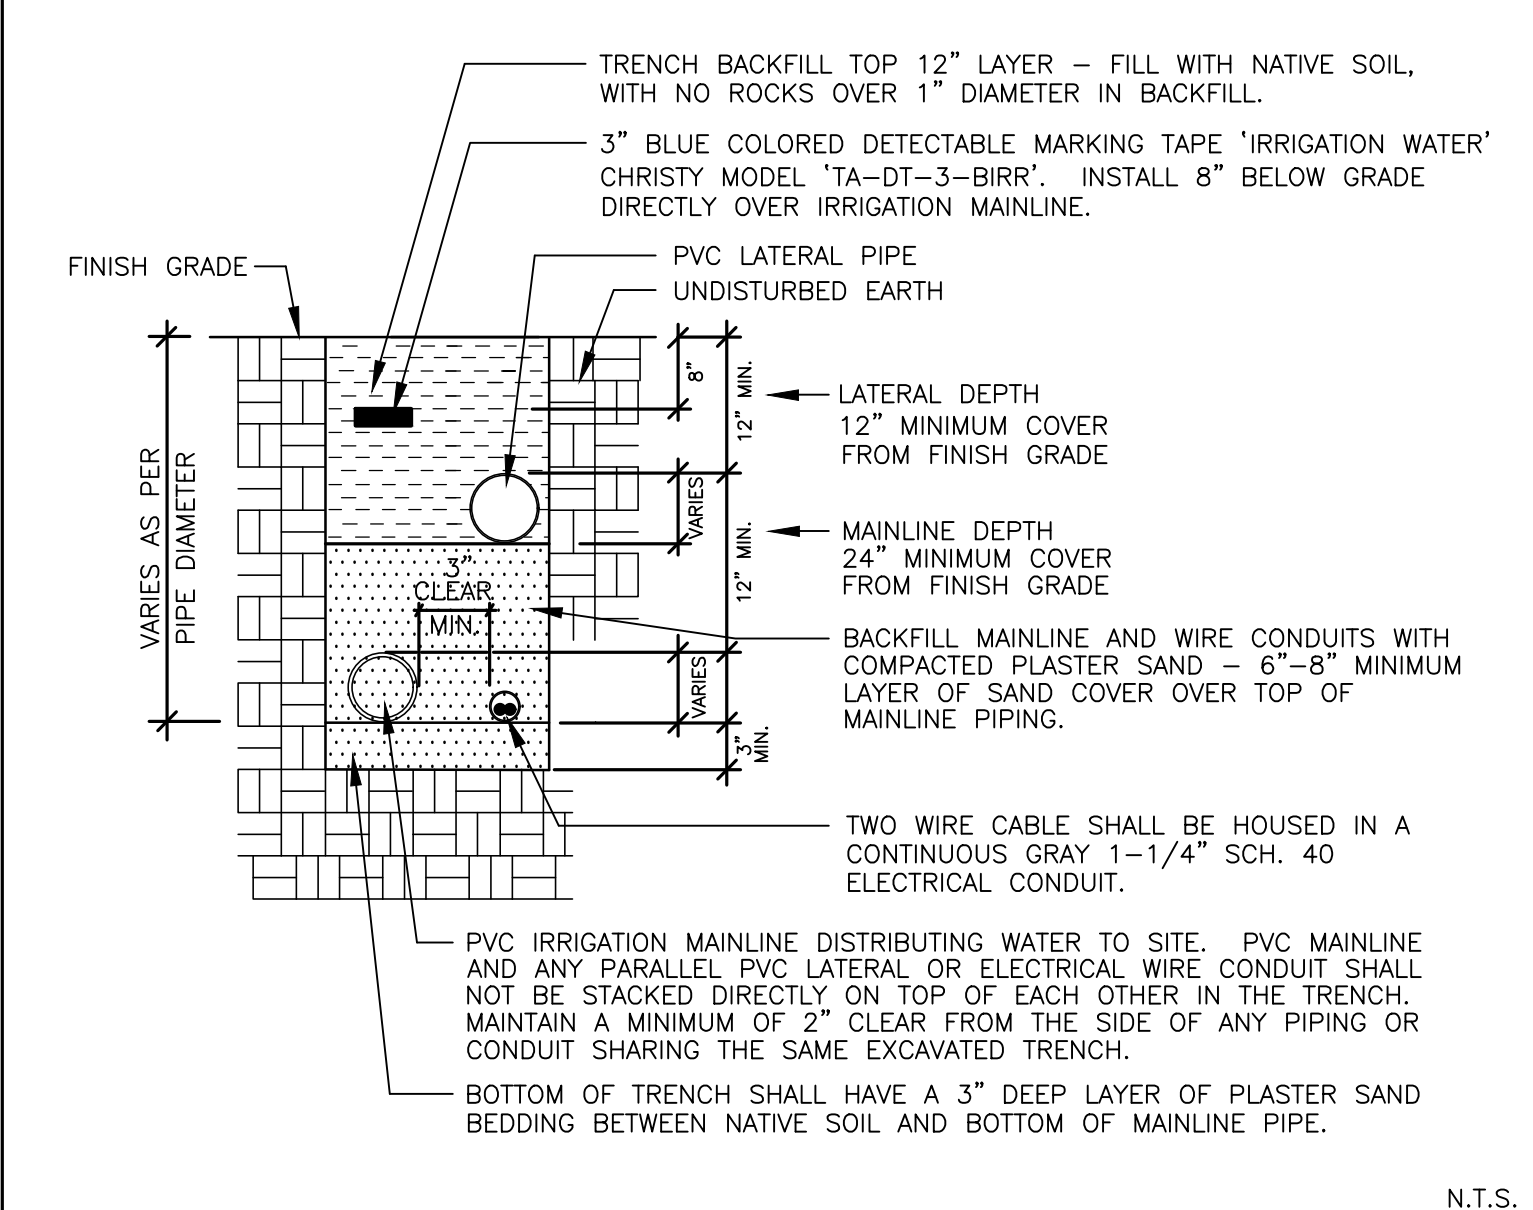 TRENCH BACKFILL TOP 12” LAYER – FILL WITH NATIVE SOIL,
WITH NO ROCKS OVER 1” DIAMETER IN BACKFILL.
3” BLUE COLORED DETECTABLE MARKING TAPE ‘IRRIGATION WATER’
CHRISTY MODEL ‘TA–DT–3–BIRR’. INSTALL 8” BELOW GRADE
DIRECTLY OVER IRRIGATION MAINLINE.
PVC LATERAL PIPE
FINISH GRADE
UNDISTURBED EARTH
8”
12” MIN.
LATERAL DEPTH
12” MINIMUM COVER
FROM FINISH GRADE
VARIES AS PER
PIPE DIAMETER
VARIES
12” MIN.
MAINLINE DEPTH
24” MINIMUM COVER
FROM FINISH GRADE
3”
CLEAR
MIN.
BACKFILL MAINLINE AND WIRE CONDUITS WITH
COMPACTED PLASTER SAND – 6”–8” MINIMUM
LAYER OF SAND COVER OVER TOP OF
MAINLINE PIPING.
VARIES
3”
MIN.
TWO WIRE CABLE SHALL BE HOUSED IN A
CONTINUOUS GRAY 1–1/4” SCH. 40
ELECTRICAL CONDUIT.
PVC IRRIGATION MAINLINE DISTRIBUTING WATER TO SITE. PVC MAINLINE
AND ANY PARALLEL PVC LATERAL OR ELECTRICAL WIRE CONDUIT SHALL
NOT BE STACKED DIRECTLY ON TOP OF EACH OTHER IN THE TRENCH.
MAINTAIN A MINIMUM OF 2” CLEAR FROM THE SIDE OF ANY PIPING OR
CONDUIT SHARING THE SAME EXCAVATED TRENCH.
BOTTOM OF TRENCH SHALL HAVE A 3” DEEP LAYER OF PLASTER SAND
BEDDING BETWEEN NATIVE SOIL AND BOTTOM OF MAINLINE PIPE.
N.T.S.